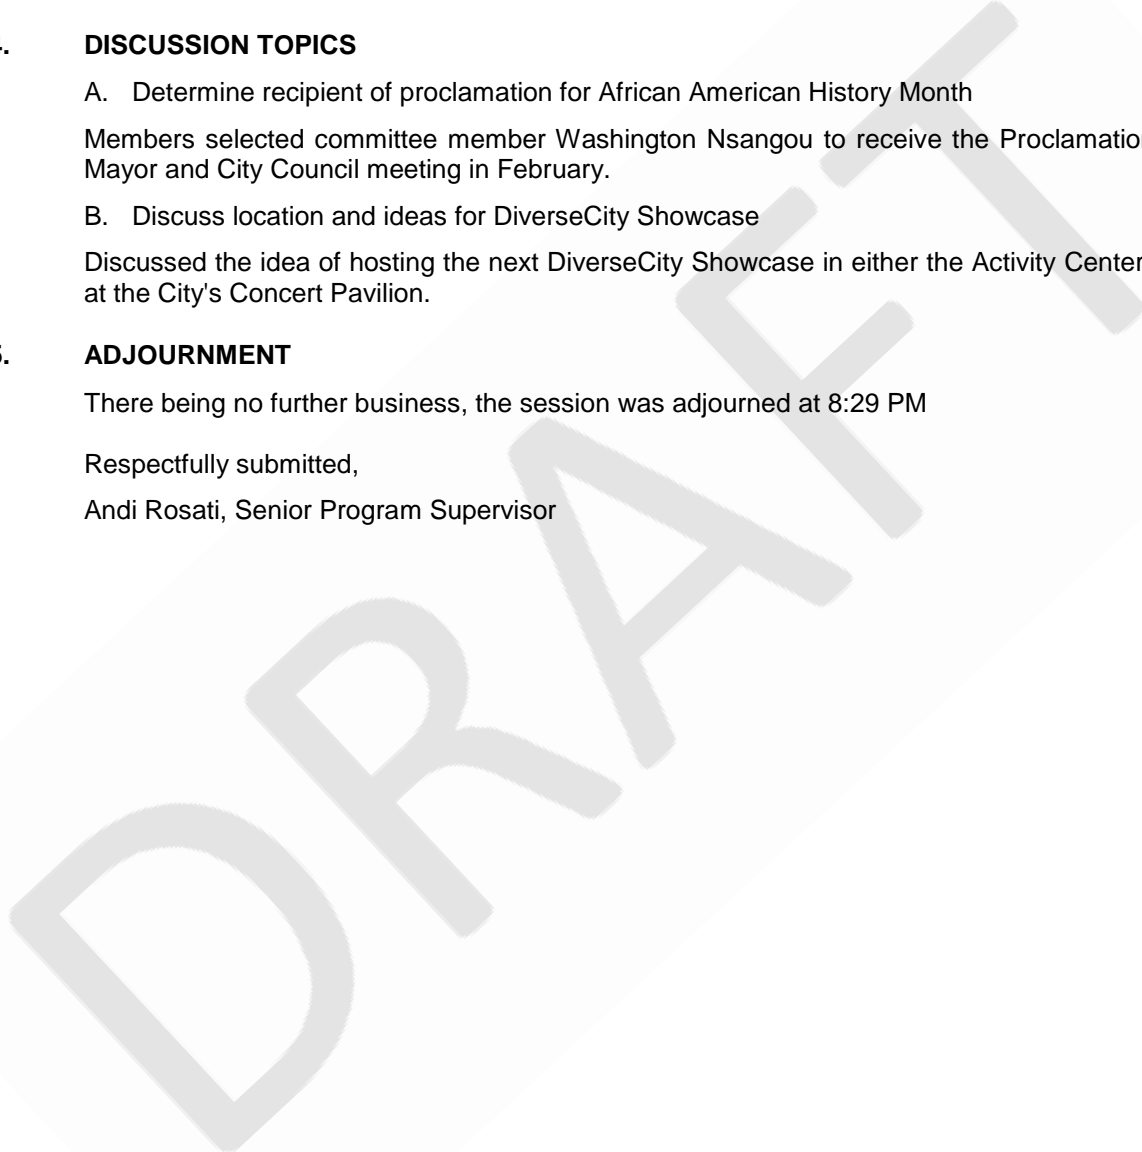 DISCUSSION TOPICS
A. Determine recipient of proclamation for African American History Month
Members selected committee member Washington Nsangou to receive the
Mayor and City Council meeting in February.
B. Discuss location and ideas for DiverseCity Showcase
Discussed the idea of hosting the next DiverseCity Showcase in either the Activity Center
at the City's Concert Pavilion.
5. ADJOURNMENT
There being no further business, the session was adjourned at 8:29 PM
Respectfully submitted,
Andi Rosati, Senior Program Supervisor
DRAFT